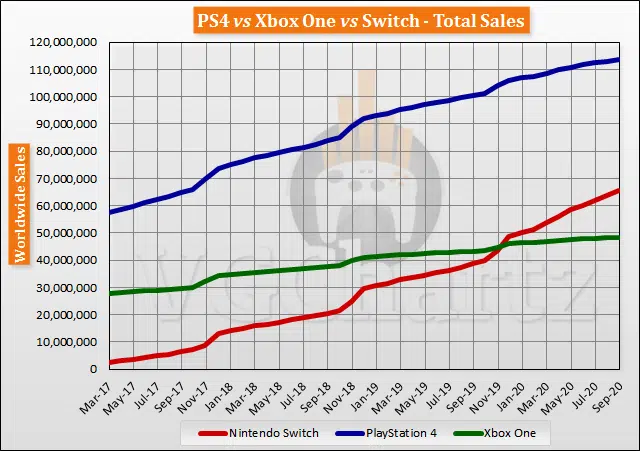 PS4 vs Xbox One vs Switch - Total Sales
Worldwide Sales
120,000,000
110,000,000
100,000,000
90,000,000
80,000,000
70,000,000
60,000,000
50,000,000
40,000,000
30,000,000
20,000,000
10,000,000
0
VGChartz
Mar-17
May-17
Jul-17
Sep-17
Nov-17
Jan-18
Mar-18
May-18
Jul-18
Sep-18
Nov-18
Jan-19
Mar-19
May-19
Jul-19
Sep-19
Nov-19
Jan-20
Mar-20
May-20
Jul-20
Sep-20
Nintendo Switch
PlayStation 4
Xbox One